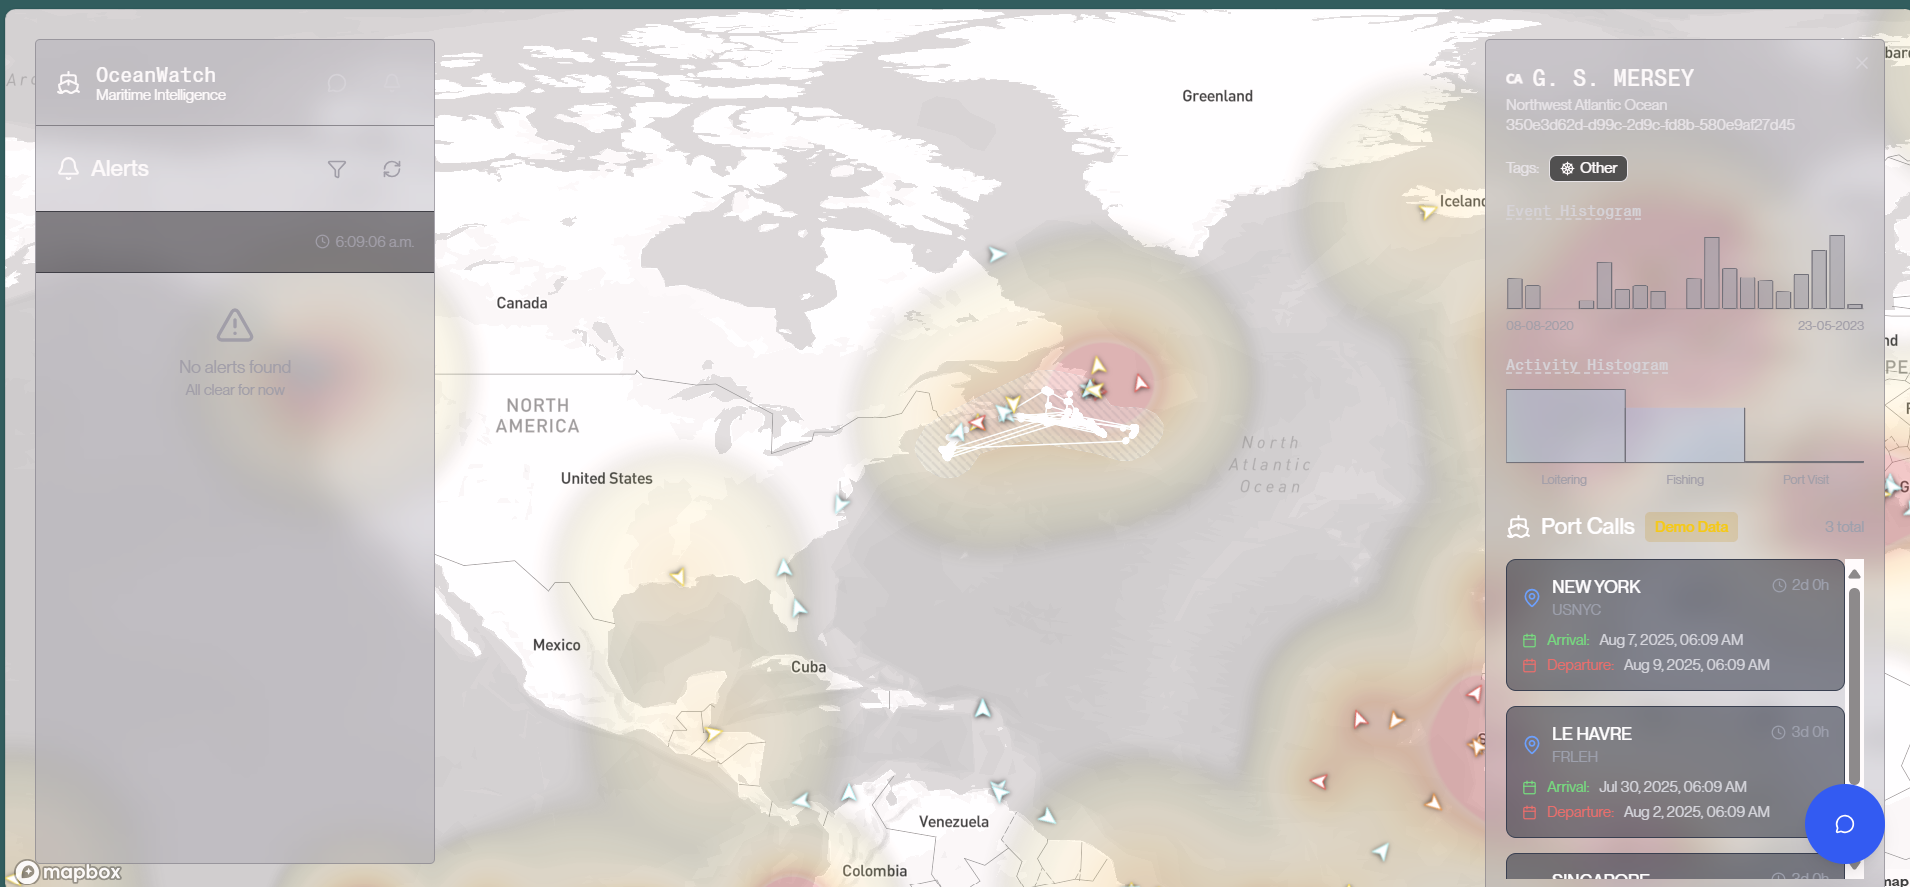 OceanWatch
Maritime Intelligence
Alerts
6:09:06 a.m.
No alerts found
All clear for now
Greenland
Canada
NORTH
AMERICA
United States
Mexico
Cuba
Venezuela
Colombia
North
Atlantic
Ocean
Iceland
mapbox
CA G. S. MERSEY
Northwest Atlantic Ocean
350e3d62d-d99c-2d9c-fd8b-580e9af27d45
Tags: Other
Event Histogram
08-08-2020 23-05-2023
Activity Histogram
Loitering Fishing Port Visit
Port Calls Demo Data 3 total
NEW YORK 2d 0h
USNYC
Arrival: Aug 7, 2025, 06:09 AM
Departure: Aug 9, 2025, 06:09 AM
LE HAVRE 3d 0h
FRLEH
Arrival: Jul 30, 2025, 06:09 AM
Departure: Aug 2, 2025, 06:09 AM
SINGAPORE 2d 0h